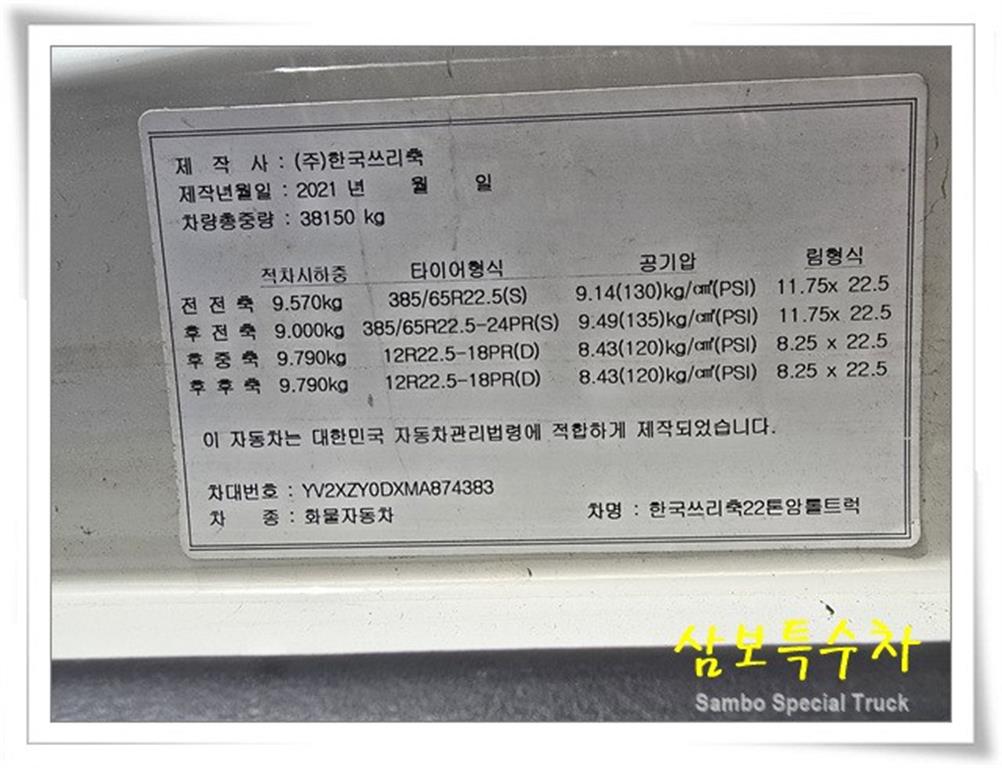 제 작 사 : (주)한국쓰리축
제작년월일 : 2021 년 월 일
차량총중량 : 38150 kg
적차시하중 타이어형식 공기압 림형식
전 전 축 9.570kg 385/65R22.5(S) 9.14(130)kg/㎠(PSI) 11.75x 22.5
후 전 축 9.000kg 385/65R22.5-24PR(S) 9.49(135)kg/㎠(PSI) 11.75x 22.5
후 중 축 9.790kg 12R22.5-18PR(D) 8.43(120)kg/㎠(PSI) 8.25 x 22.5
후 후 축 9.790kg 12R22.5-18PR(D) 8.43(120)kg/㎠(PSI) 8.25 x 22.5
이 자동차는 대한민국 자동차관리법령에 적합하게 제작되었습니다.
차대번호 : YV2XZY0DXMA874383
차 종 : 화물자동차 차명 : 한국쓰리축22톤암롤트럭
삼보특수차
Sambo Special Truck